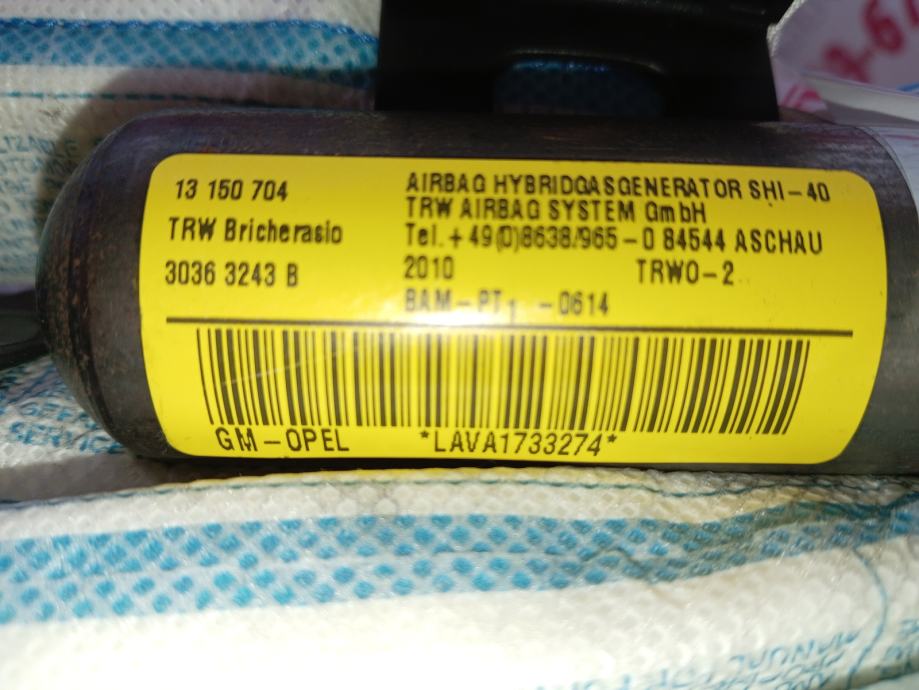 13 150 704
TRW Bricherasio
3036 3243 B
AIRBAG HYBRIDGASGENERATOR SHI-40
TRW AIRBAG SYSTEM GmbH
Tel.+49(0)8638/965-0 84544 ASCHAU
2010 TRWO-2
BAM-PT1 -0614
GM-OPEL *LAVA1733274*